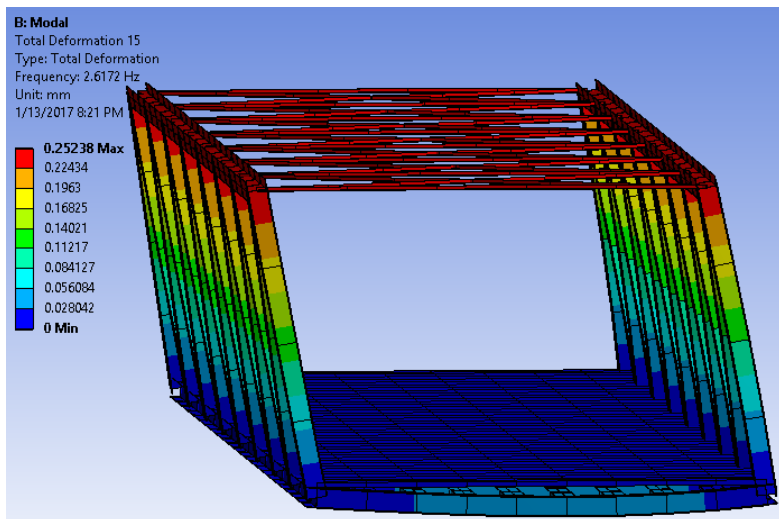 B: Modal
Total Deformation 15
Type: Total Deformation
Frequency: 2.6172 Hz
Unit: mm
1/13/2017 8:21 PM
0.25238 Max
0.22434
0.1963
0.16825
0.14021
0.11217
0.084127
0.056084
0.028042
0 Min